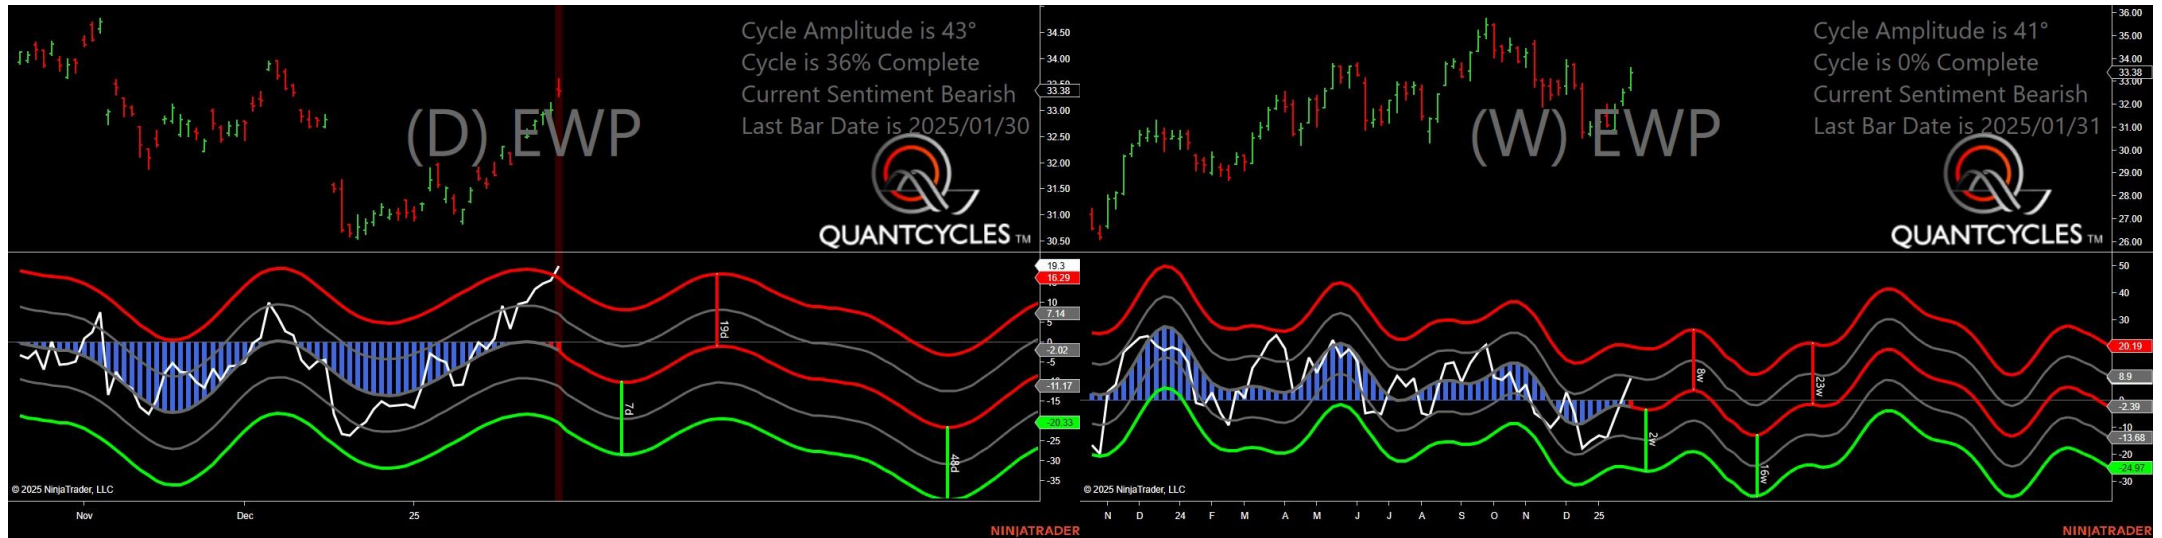 Cycle Amplitude is 43°
Cycle is 36% Complete
Current Sentiment Bearish
Last Bar Date is 2025/01/30
(D) EWP
QUANTCYCLES TM
34.50
33.50
33.38
33.00
32.50
32.00
31.50
31.00
30.50
19.3
16.29
10
7.14
5
0
-2.02
-5
-11.17
-15
-20.33
-25
-30
-35
19d
7d
48d
© 2025 NinjaTrader, LLC
Nov
Dec
25
NINJATRADER
Cycle Amplitude is 41°
Cycle is 0% Complete
Current Sentiment Bearish
Last Bar Date is 2025/01/31
(W) EWP
QUANTCYCLES TM
36.00
35.00
34.00
33.38
32.00
31.00
30.00
29.00
28.00
27.00
26.00
50
40
30
20.19
8.9
0
-2.39
-10
-13.68
-20
-24.97
-30
8w
23w
2w
16w
© 2025 NinjaTrader, LLC
N D 24 F M A M J J A S O N D 25
NINJATRADER